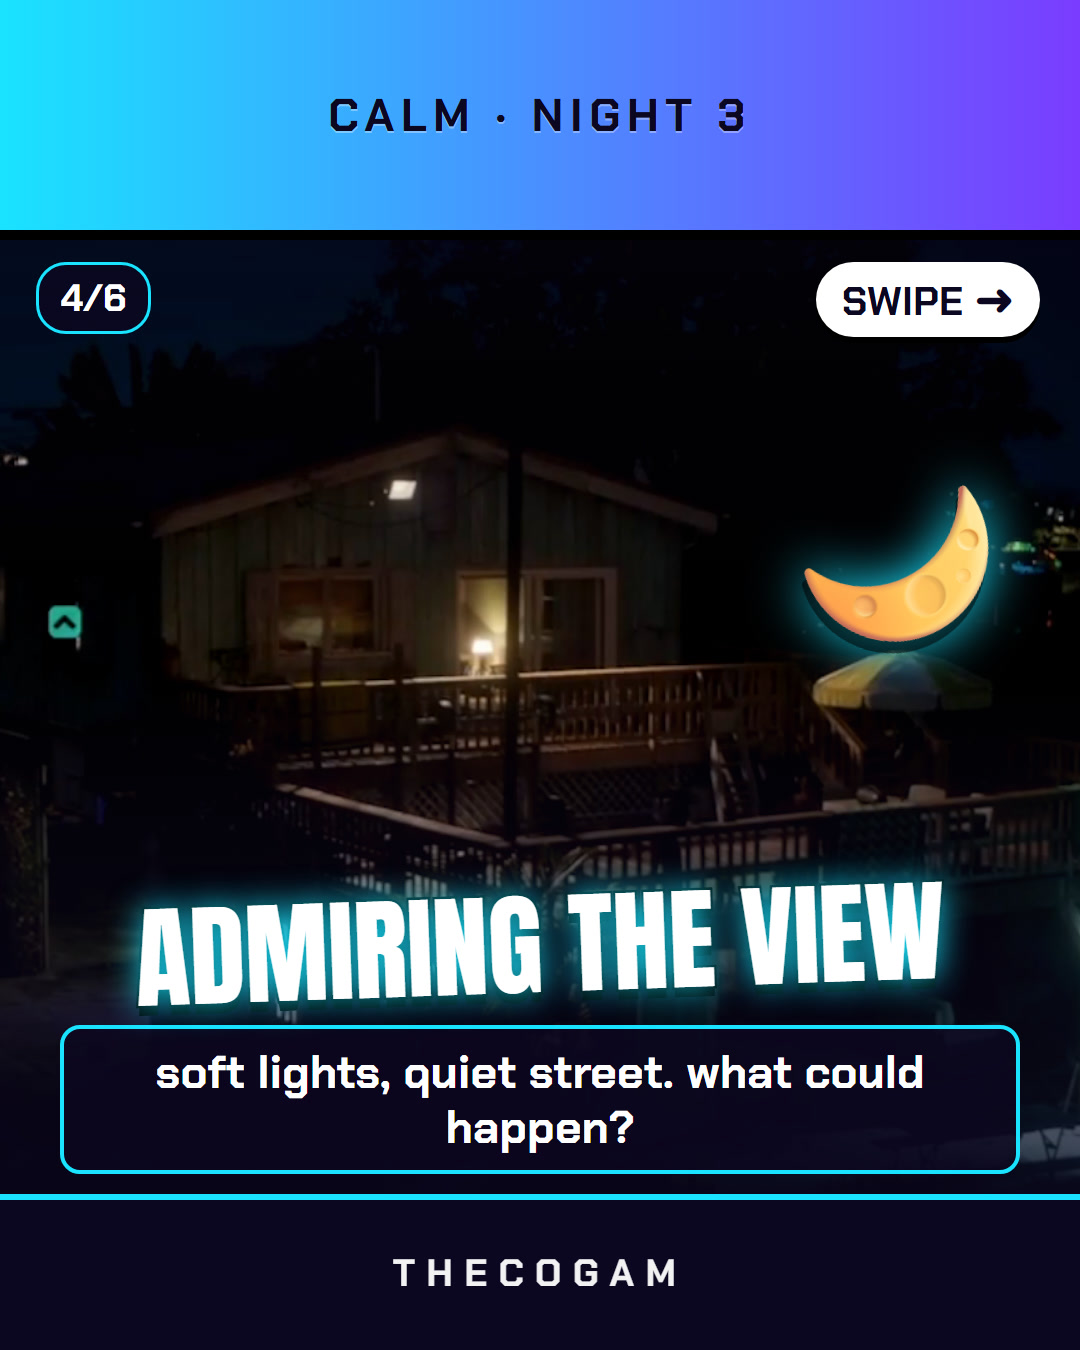 CALM · NIGHT 3
4/6
SWIPE →
ADMIRING THE VIEW
soft lights, quiet street. what could
happen?
THECOGAM